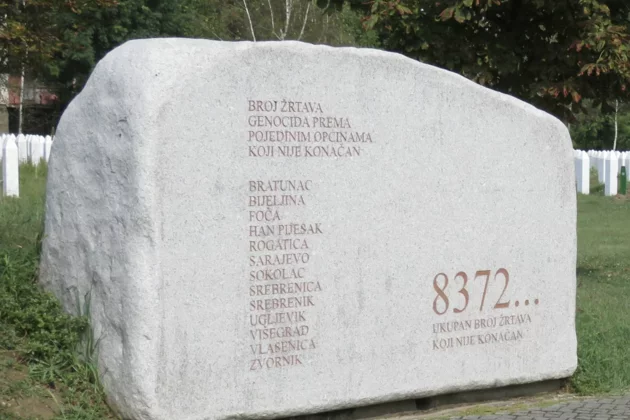 BROJ ŽRTAVA
GENOCIDA PREMA
POJEDINIM OPĆINAMA
KOJI NIJE KONAČAN
BRATUNAC
BIJELJINA
FOČA
HAN PIJESAK
ROGATICA
SARAJEVO
SOKOLAC
SREBRENICA
SREBRENIK
UGLJEVIK
VIŠEGRAD
VLASENICA
ZVORNIK
8372...
UKUPAN BROJ ŽRTAVA
KOJI NIJE KONAČAN